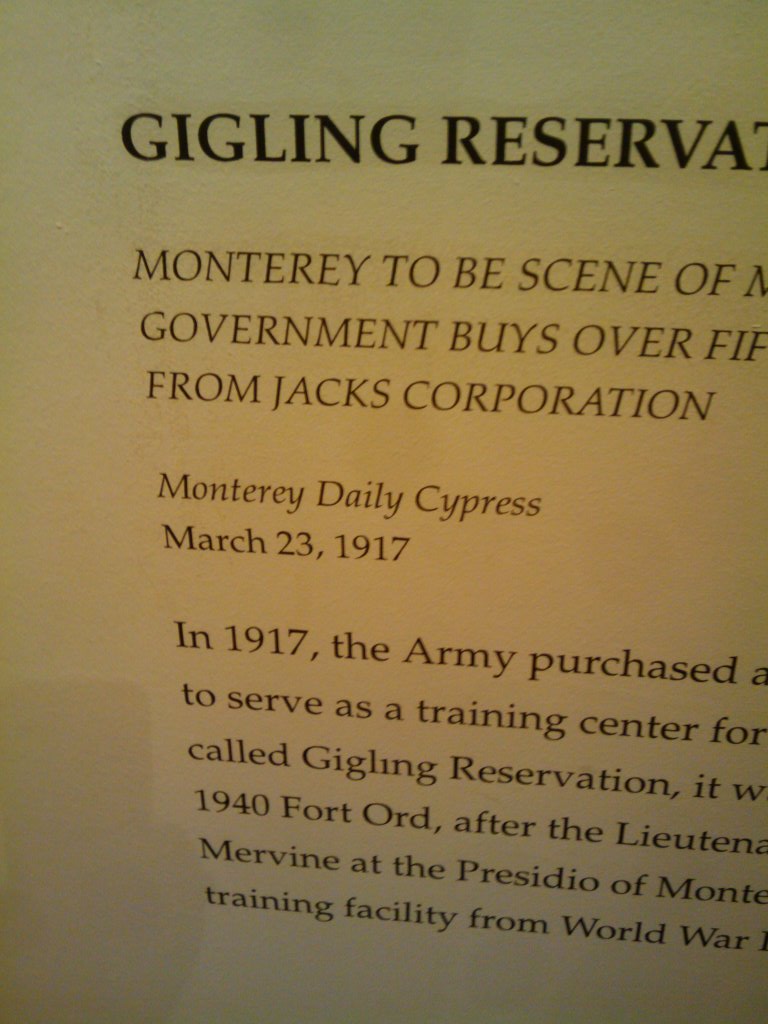 GIGLING RESERVAT
MONTEREY TO BE SCENE OF M
GOVERNMENT BUYS OVER FIF
FROM JACKS CORPORATION
Monterey Daily Cypress
March 23, 1917
In 1917, the Army purchased a
to serve as a training center for
called Gigling Reservation, it w
1940 Fort Ord, after the Lieutena
Mervine at the Presidio of Monte
training facility from World War I